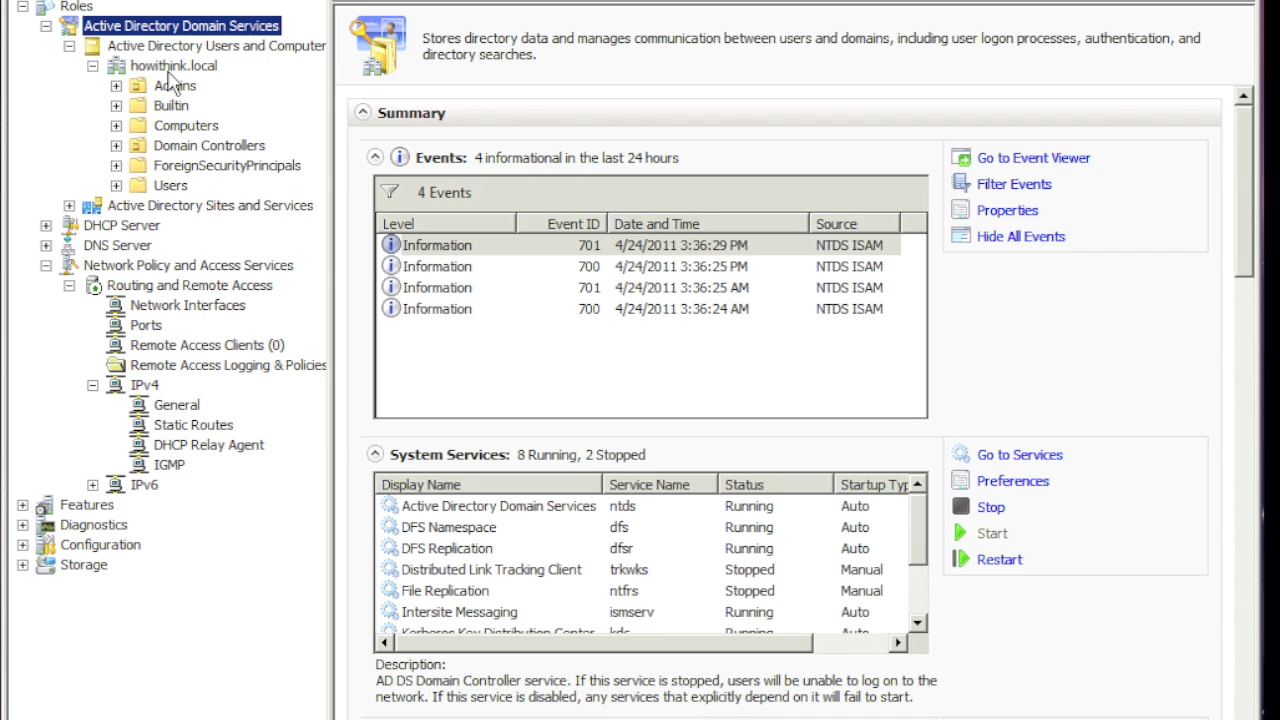 Roles
Active Directory Domain Services
Active Directory Users and Computer
howithink.local
Builtin
Computers
Domain Controllers
ForeignSecurityPrincipals
Users
Active Directory Sites and Services
DHCP Server
DNS Server
Network Policy and Access Services
Routing and Remote Access
Network Interfaces
Ports
Remote Access Clients (0)
Remote Access Logging & Policies
IPv4
General
Static Routes
DHCP Relay Agent
IGMP
IPv6
Features
Diagnostics
Configuration
Storage
Stores directory data and manages communication between users and domains, including user logon processes, authentication, and
directory searches.
Summary
Events: 4 informational in the last 24 hours
4 Events
Level Event ID Date and Time Source
Information 701 4/24/2011 3:36:29 PM NTDS ISAM
Information 700 4/24/2011 3:36:25 PM NTDS ISAM
Information 701 4/24/2011 3:36:25 AM NTDS ISAM
Information 700 4/24/2011 3:36:24 AM NTDS ISAM
Go to Event Viewer
Filter Events
Properties
Hide All Events
System Services: 8 Running, 2 Stopped
Display Name Service Name Status Startup Typ
Active Directory Domain Services ntds Running Auto
DFS Namespace dfs Running Auto
DFS Replication dfsr Running Auto
Distributed Link Tracking Client trkwks Stopped Manual
File Replication ntfrs Stopped Manual
Intersite Messaging ismserv Running Auto
Kerberos Key Distribution Center kdc Running Auto
Go to Services
Preferences
Stop
Start
Restart
Description:
AD DS Domain Controller service. If this service is stopped, users will be unable to log on to the
network. If this service is disabled, any services that explicitly depend on it will fail to start.